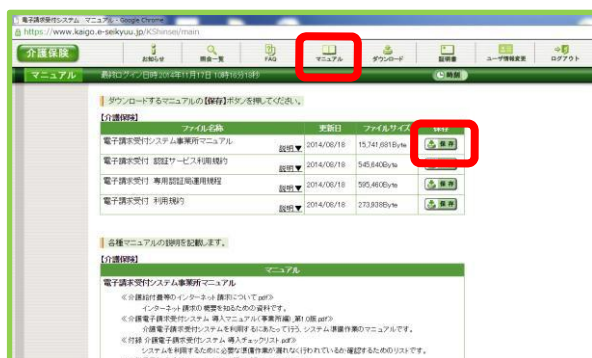 電子請求受付システム マニュアル - Google Chrome
https://www.kaigo.e-seikyuu.jp/KShinsei/main
介護保険
お知らせ
照会一覧
FAQ
マニュアル
ダウンロード
証明書
ユーザ情報変更
ログアウト
マニュアル
最終ログイン日時 2014年11月17日 10時16分18秒
時刻
ダウンロードするマニュアルの【保存】ボタンを押してください。
【介護保険】
ファイル名称 更新日 ファイルサイズ 保存
電子請求受付システム事業所マニュアル 説明▼ 2014/08/18 15,741,681Byte 保存
電子請求受付 認証サービス利用規約 説明▼ 2014/08/18 545,640Byte 保存
電子請求受付 専用認証局運用規程 説明▼ 2014/08/18 595,460Byte 保存
電子請求受付 利用規約 説明▼ 2014/08/18 273,938Byte 保存
各種マニュアルの説明を記載します。
【介護保険】
マニュアル
電子請求受付システム事業所マニュアル
≪介護給付費等のインターネット請求について.pdf≫
インターネット請求の概要を知るための資料です。
≪介護電子請求受付システム 導入マニュアル(事業所編)_第1.0版.pdf≫
介護電子請求受付システムを利用するにあたって行う、システム準備作業のマニュアルです。
≪付録 介護電子請求受付システム 導入チェックリスト.pdf≫
システムを利用するために必要な準備作業が漏れなく行われているか確認するためのリストです。